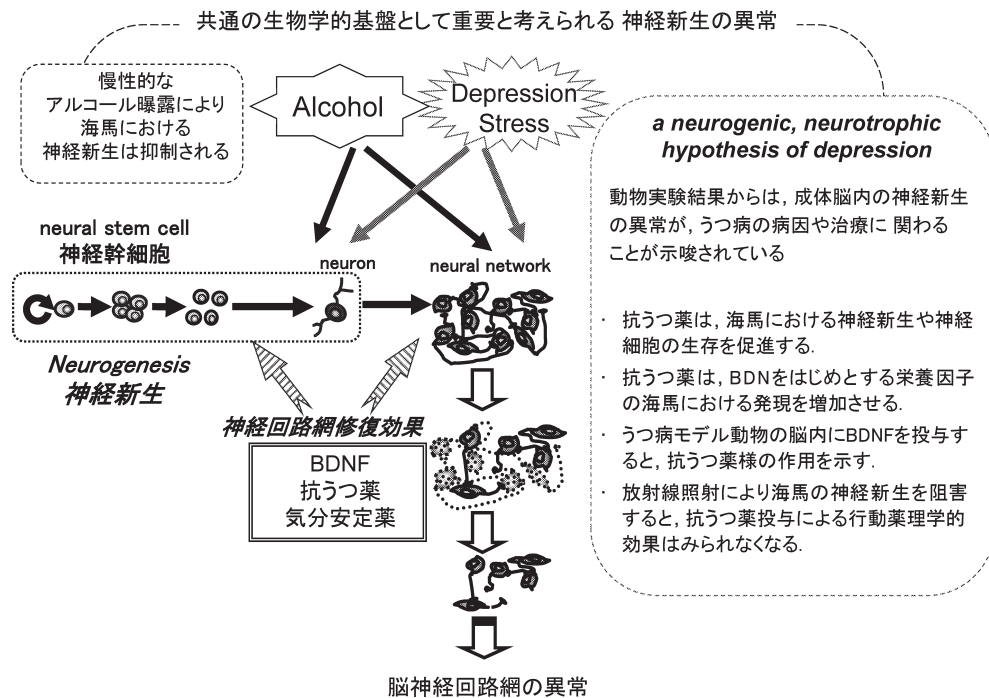 共通の生物学的基盤として重要と考えられる 神経新生の異常
慢性的な
アルコール曝露により
海馬における
神経新生は抑制される
Alcohol
Depression
Stress
a neurogenic, neurotrophic
hypothesis of depression
動物実験結果からは, 成体脳内の神経新生
の異常が, うつ病の病因や治療に 関わる
ことが示唆されている
・ 抗うつ薬は, 海馬における神経新生や神経
細胞の生存を促進する.
・ 抗うつ薬は, BDNをはじめとする栄養因子
の海馬における発現を増加させる.
・ うつ病モデル動物の脳内にBDNFを投与す
ると, 抗うつ薬様の作用を示す.
・ 放射線照射により海馬の神経新生を阻害
すると, 抗うつ薬投与による行動薬理学的
効果はみられなくなる.
neural stem cell
神経幹細胞
neuron
neural network
Neurogenesis
神経新生
神経回路網修復効果
BDNF
抗うつ薬
気分安定薬
脳神経回路網の異常